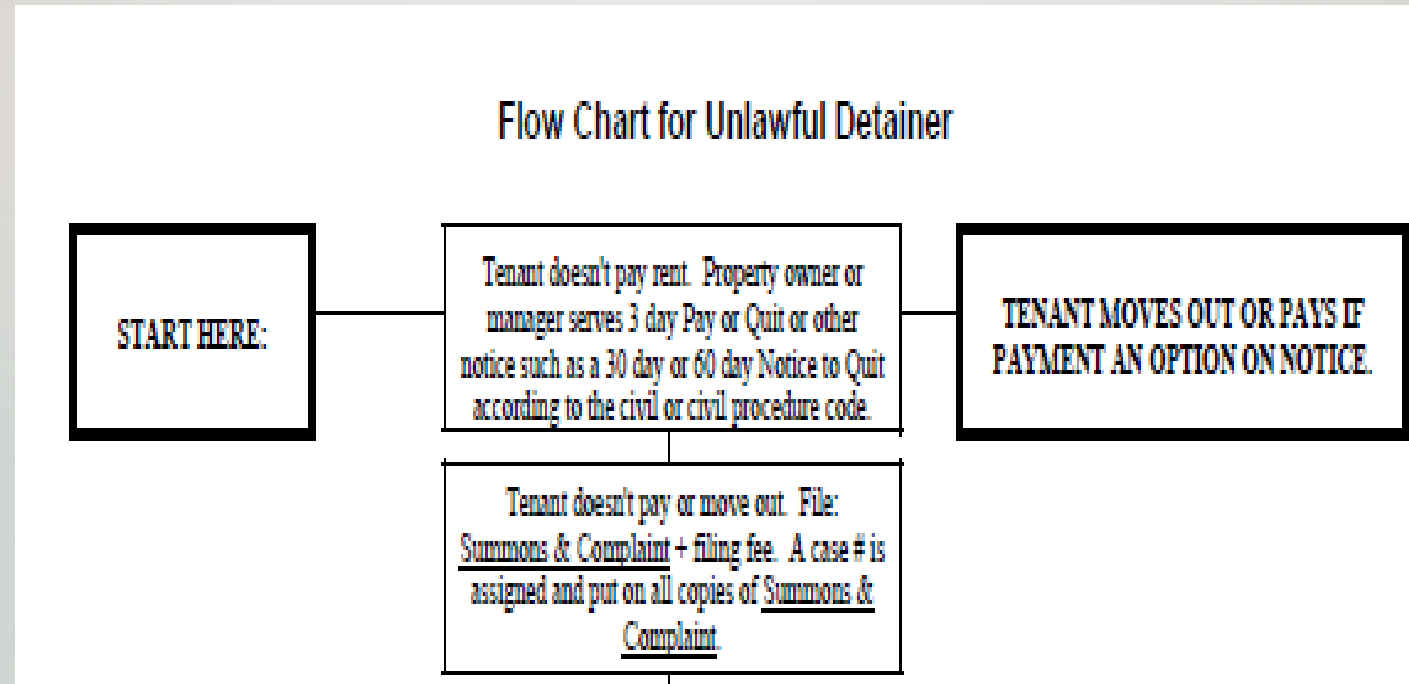 Flow Chart for Unlawful Detainer
START HERE:
Tenant doesn't pay rent. Property owner or
manager serves 3 day Pay or Quit or other
notice such as a 30 day or 60 day Notice to Quit
according to the civil or civil procedure code.
TENANT MOVES OUT OR PAYS IF
PAYMENT AN OPTION ON NOTICE.
Tenant doesn't pay or move out. File:
Summons & Complaint + filing fee. A case # is
assigned and put on all copies of Summons &
Complaint.